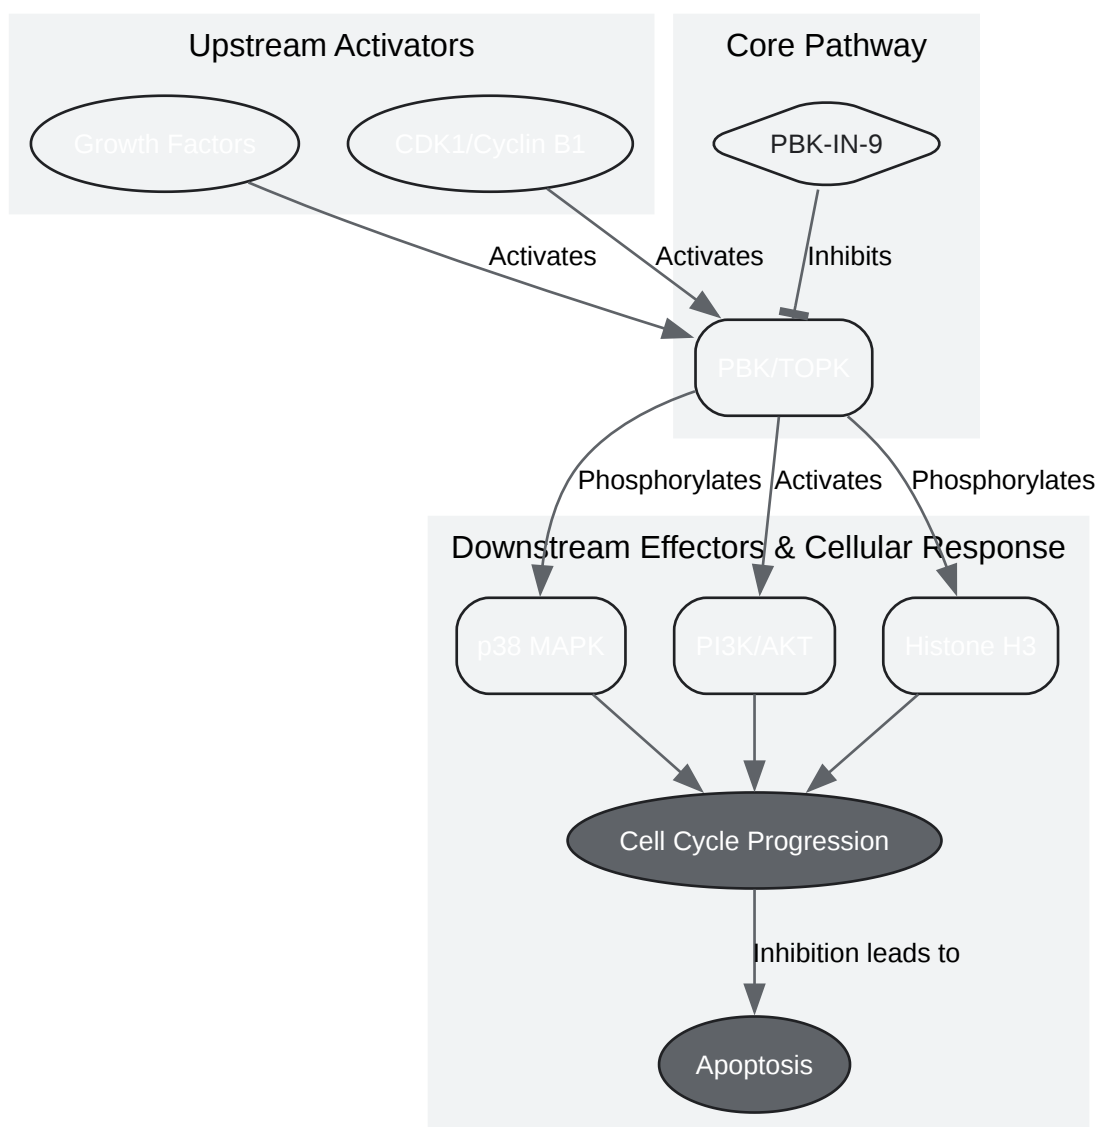 Upstream Activators
Core Pathway
Growth Factors
CDK1/Cyclin B1
PBK-IN-9
Activates
Activates
Inhibits
PBK/TOPK
Phosphorylates
Activates
Phosphorylates
Downstream Effectors & Cellular Response
p38 MAPK
PI3K/AKT
Histone H3
Cell Cycle Progression
Inhibition leads to
Apoptosis